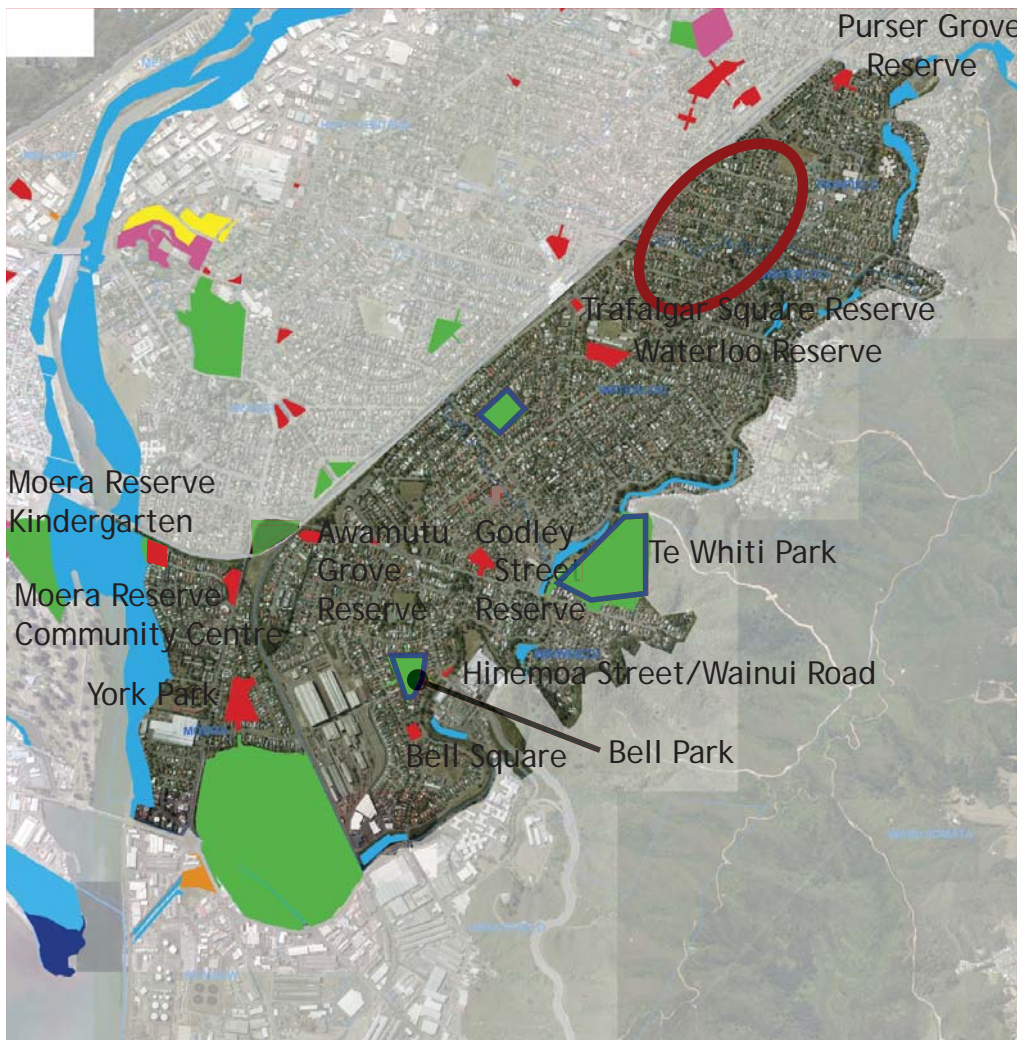 Purser Grove
Reserve
Trafalgar Square Reserve
Waterloo Reserve
Moera Reserve
Kindergarten
Awamutu
Grove
Reserve
Godley
Street
Reserve
Te Whiti Park
Moera Reserve
Community Centre
Hinemoa Street/Wainui Road
York Park
Bell Square
Bell Park
WAINUIOMATA